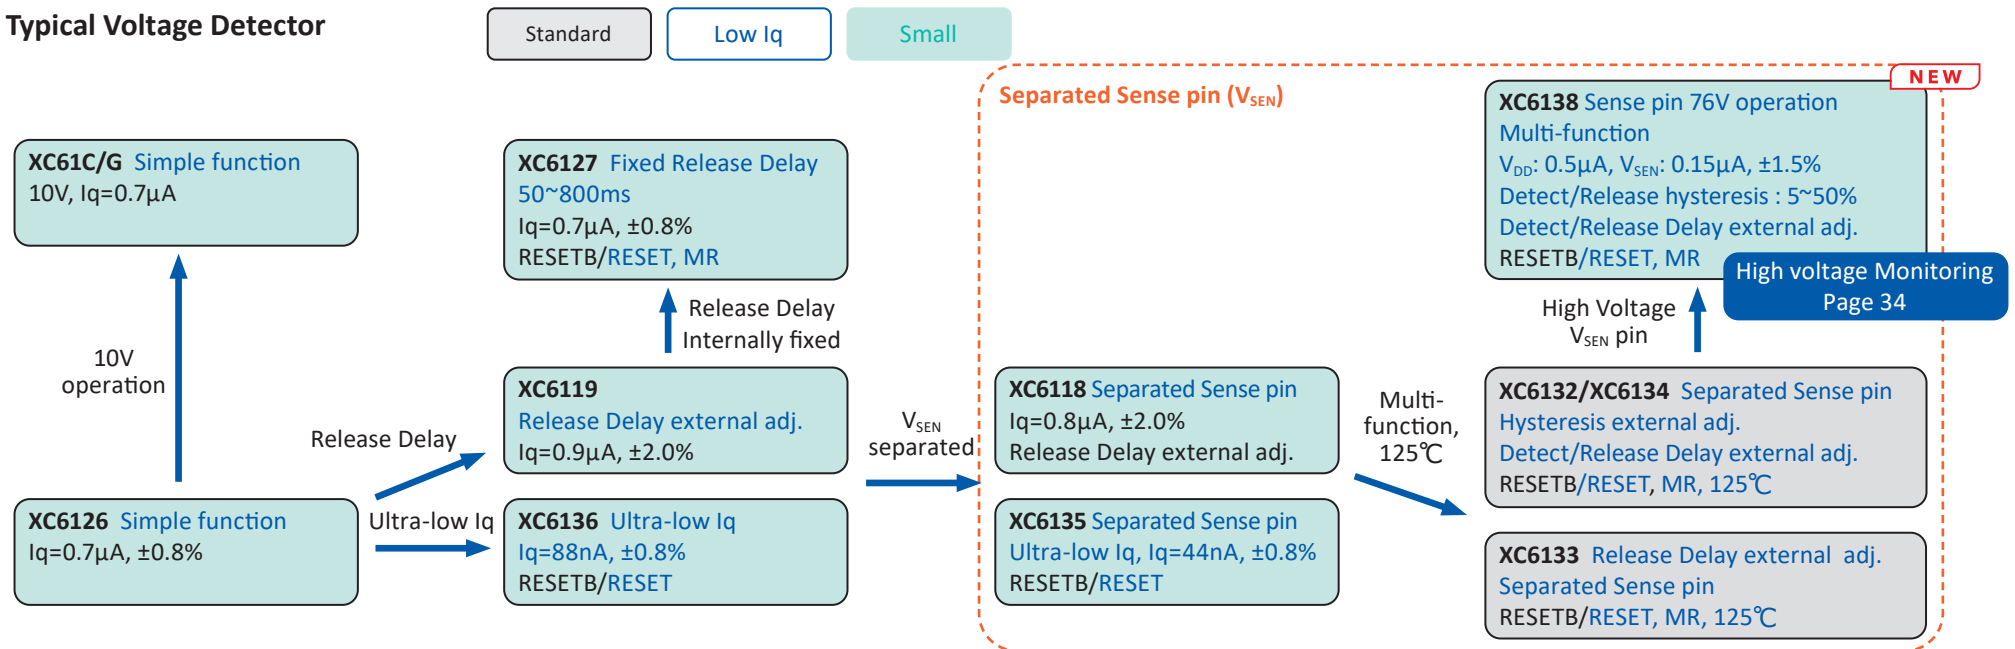 Typical Voltage Detector
Standard
Low Iq
Small
NEW
Separated Sense pin (VSEN)
XC61C/G Simple function
10V, Iq=0.7µA
XC6127 Fixed Release Delay
50~800ms
Iq=0.7µA, ±0.8%
RESETB/RESET, MR
XC6138 Sense pin 76V operation
Multi-function
VDD: 0.5µA, VSEN: 0.15µA, ±1.5%
Detect/Release hysteresis : 5~50%
Detect/Release Delay external adj.
RESETB/RESET, MR
High voltage Monitoring
Page 34
10V
operation
Release Delay
Internally fixed
High Voltage
VSEN pin
Release Delay
XC6119
Release Delay external adj.
Iq=0.9µA, ±2.0%
VSEN
separated
XC6118 Separated Sense pin
Iq=0.8µA, ±2.0%
Release Delay external adj.
Multi-
function,
125℃
XC6132/XC6134 Separated Sense pin
Hysteresis external adj.
Detect/Release Delay external adj.
RESETB/RESET, MR, 125℃
XC6126 Simple function
Iq=0.7µA, ±0.8%
Ultra-low Iq
XC6136 Ultra-low Iq
Iq=88nA, ±0.8%
RESETB/RESET
XC6135 Separated Sense pin
Ultra-low Iq, Iq=44nA, ±0.8%
RESETB/RESET
XC6133 Release Delay external adj.
Separated Sense pin
RESETB/RESET, MR, 125℃